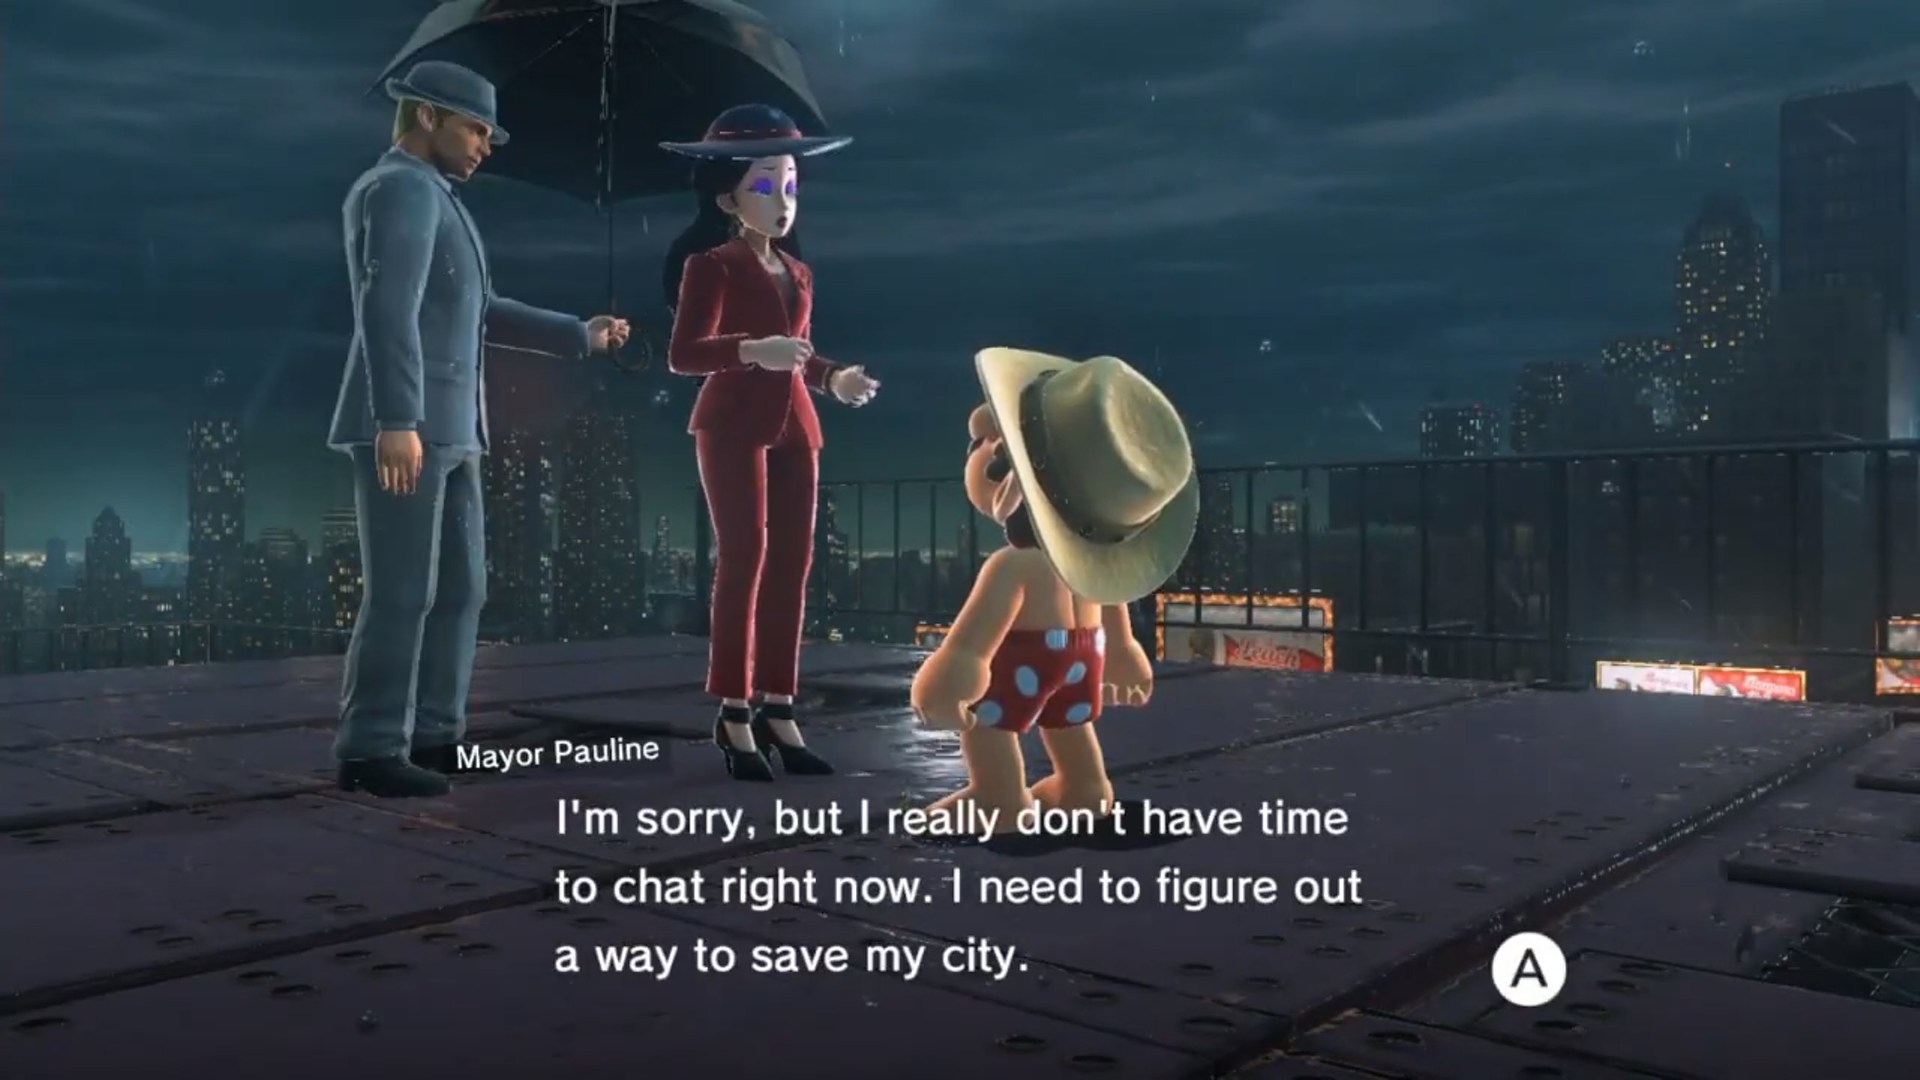 Mayor Pauline
I'm sorry, but I really don't have time
to chat right now. I need to figure out
a way to save my city.
A